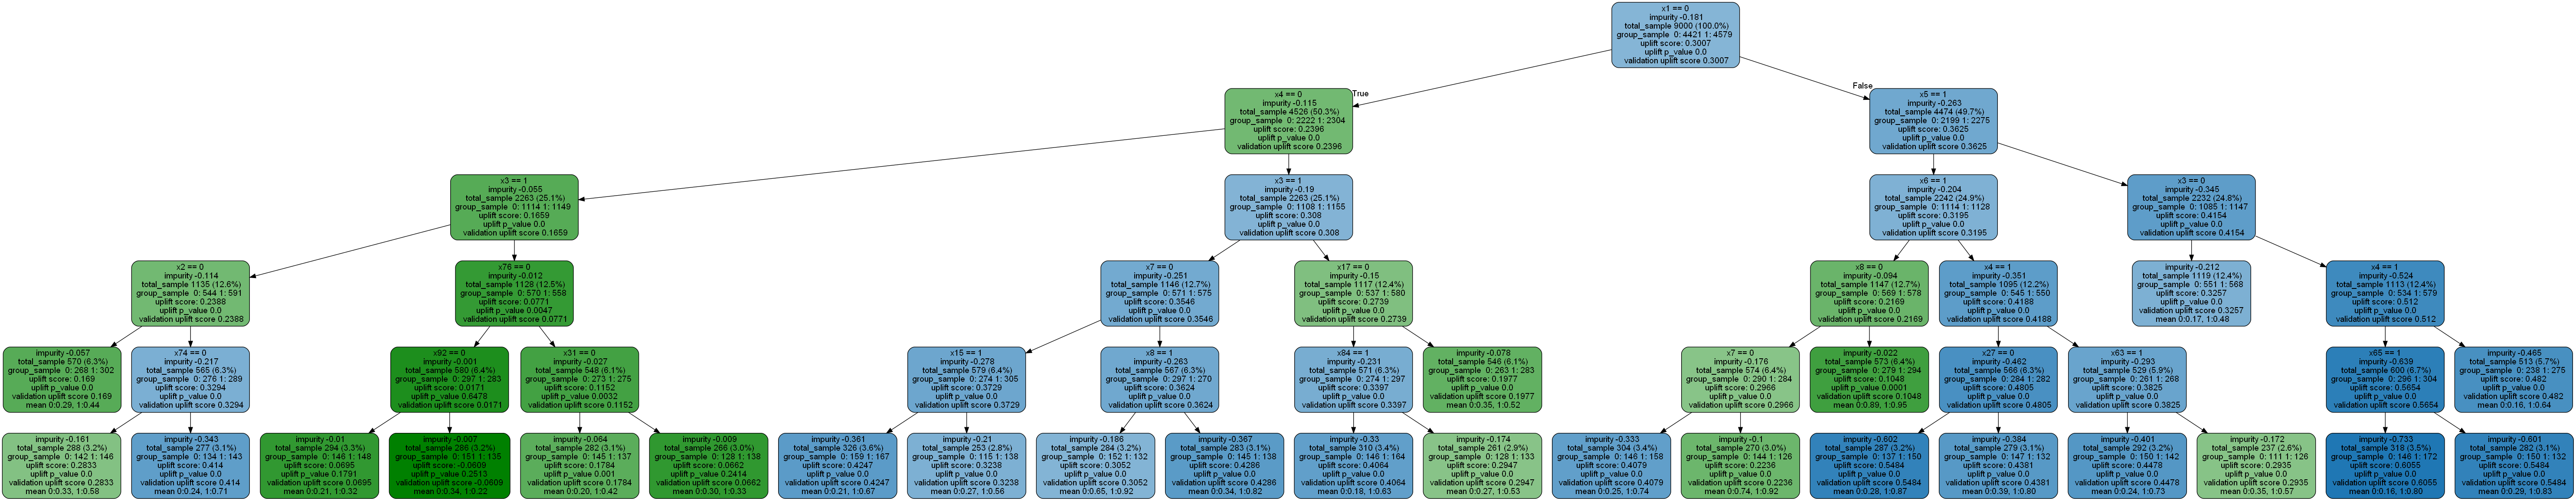 x1 == 0
impurity -0.181
total_sample 9000 (100.0%)
group_sample 0: 4421 1: 4579
uplift score: 0.3007
uplift p_value 0.0
validation uplift score 0.3007
True
False
x4 == 0
impurity -0.115
total_sample 4526 (50.3%)
group_sample 0: 2222 1: 2304
uplift score: 0.2396
uplift p_value 0.0
validation uplift score 0.2396
x5 == 1
impurity -0.263
total_sample 4474 (49.7%)
group_sample 0: 2199 1: 2275
uplift score: 0.3625
uplift p_value 0.0
validation uplift score 0.3625
x3 == 1
impurity -0.055
total_sample 2263 (25.1%)
group_sample 0: 1114 1: 1149
uplift score: 0.1659
uplift p_value 0.0
validation uplift score 0.1659
x3 == 1
impurity -0.19
total_sample 2263 (25.1%)
group_sample 0: 1108 1: 1155
uplift score: 0.308
uplift p_value 0.0
validation uplift score 0.308
x6 == 1
impurity -0.204
total_sample 2242 (24.9%)
group_sample 0: 1114 1: 1128
uplift score: 0.3195
uplift p_value 0.0
validation uplift score 0.3195
x3 == 0
impurity -0.345
total_sample 2232 (24.8%)
group_sample 0: 1085 1: 1147
uplift score: 0.4154
uplift p_value 0.0
validation uplift score 0.4154
x2 == 0
impurity -0.114
total_sample 1135 (12.6%)
group_sample 0: 544 1: 591
uplift score: 0.2388
uplift p_value 0.0
validation uplift score 0.2388
x76 == 0
impurity -0.012
total_sample 1128 (12.5%)
group_sample 0: 570 1: 558
uplift score: 0.0771
uplift p_value 0.0047
validation uplift score 0.0771
x7 == 0
impurity -0.251
total_sample 1146 (12.7%)
group_sample 0: 571 1: 575
uplift score: 0.3546
uplift p_value 0.0
validation uplift score 0.3546
x17 == 0
impurity -0.15
total_sample 1117 (12.4%)
group_sample 0: 537 1: 580
uplift score: 0.2739
uplift p_value 0.0
validation uplift score 0.2739
x8 == 0
impurity -0.094
total_sample 1147 (12.7%)
group_sample 0: 569 1: 578
uplift score: 0.2169
uplift p_value 0.0
validation uplift score 0.2169
x4 == 1
impurity -0.351
total_sample 1095 (12.2%)
group_sample 0: 545 1: 550
uplift score: 0.4188
uplift p_value 0.0
validation uplift score 0.4188
impurity -0.212
total_sample 1119 (12.4%)
group_sample 0: 551 1: 568
uplift score: 0.3257
uplift p_value 0.0
validation uplift score 0.3257
mean 0:0.17, 1:0.48
x4 == 1
impurity -0.524
total_sample 1113 (12.4%)
group_sample 0: 534 1: 579
uplift score: 0.512
uplift p_value 0.0
validation uplift score 0.512
impurity -0.057
total_sample 570 (6.3%)
group_sample 0: 268 1: 302
uplift score: 0.169
uplift p_value 0.0
validation uplift score 0.169
mean 0:0.29, 1:0.44
x74 == 0
impurity -0.217
total_sample 565 (6.3%)
group_sample 0: 276 1: 289
uplift score: 0.3294
uplift p_value 0.0
validation uplift score 0.3294
x92 == 0
impurity -0.001
total_sample 580 (6.4%)
group_sample 0: 297 1: 283
uplift score: 0.0171
uplift p_value 0.6478
validation uplift score 0.0171
x31 == 0
impurity -0.027
total_sample 548 (6.1%)
group_sample 0: 273 1: 275
uplift score: 0.1152
uplift p_value 0.0032
validation uplift score 0.1152
x15 == 1
impurity -0.278
total_sample 579 (6.4%)
group_sample 0: 274 1: 305
uplift score: 0.3729
uplift p_value 0.0
validation uplift score 0.3729
x8 == 1
impurity -0.263
total_sample 567 (6.3%)
group_sample 0: 297 1: 270
uplift score: 0.3624
uplift p_value 0.0
validation uplift score 0.3624
x84 == 1
impurity -0.231
total_sample 571 (6.3%)
group_sample 0: 274 1: 297
uplift score: 0.3397
uplift p_value 0.0
validation uplift score 0.3397
impurity -0.078
total_sample 546 (6.1%)
group_sample 0: 263 1: 283
uplift score: 0.1977
uplift p_value 0.0
validation uplift score 0.1977
mean 0:0.35, 1:0.52
x7 == 0
impurity -0.176
total_sample 574 (6.4%)
group_sample 0: 290 1: 284
uplift score: 0.2966
uplift p_value 0.0
validation uplift score 0.2966
impurity -0.022
total_sample 573 (6.4%)
group_sample 0: 279 1: 294
uplift score: 0.1048
uplift p_value 0.0001
validation uplift score 0.1048
mean 0:0.89, 1:0.95
x27 == 0
impurity -0.462
total_sample 566 (6.3%)
group_sample 0: 284 1: 282
uplift score: 0.4805
uplift p_value 0.0
validation uplift score 0.4805
x63 == 1
impurity -0.293
total_sample 529 (5.9%)
group_sample 0: 261 1: 268
uplift score: 0.3825
uplift p_value 0.0
validation uplift score 0.3825
x65 == 1
impurity -0.639
total_sample 600 (6.7%)
group_sample 0: 296 1: 304
uplift score: 0.5654
uplift p_value 0.0
validation uplift score 0.5654
impurity -0.465
total_sample 513 (5.7%)
group_sample 0: 238 1: 275
uplift score: 0.482
uplift p_value 0.0
validation uplift score 0.482
mean 0:0.16, 1:0.64
impurity -0.161
total_sample 288 (3.2%)
group_sample 0: 142 1: 146
uplift score: 0.2833
uplift p_value 0.0
validation uplift score 0.2833
mean 0:0.33, 1:0.58
impurity -0.343
total_sample 277 (3.1%)
group_sample 0: 134 1: 143
uplift score: 0.414
uplift p_value 0.0
validation uplift score 0.414
mean 0:0.24, 1:0.71
impurity -0.01
total_sample 294 (3.3%)
group_sample 0: 146 1: 148
uplift score: 0.0695
uplift p_value 0.1791
validation uplift score 0.0695
mean 0:0.21, 1:0.32
impurity -0.007
total_sample 286 (3.2%)
group_sample 0: 151 1: 135
uplift score: -0.0609
uplift p_value 0.2513
validation uplift score -0.0609
mean 0:0.34, 1:0.22
impurity -0.064
total_sample 282 (3.1%)
group_sample 0: 145 1: 137
uplift score: 0.1784
uplift p_value 0.001
validation uplift score 0.1784
mean 0:0.20, 1:0.42
impurity -0.009
total_sample 266 (3.0%)
group_sample 0: 128 1: 138
uplift score: 0.0662
uplift p_value 0.2414
validation uplift score 0.0662
mean 0:0.30, 1:0.33
impurity -0.361
total_sample 326 (3.6%)
group_sample 0: 159 1: 167
uplift score: 0.4247
uplift p_value 0.0
validation uplift score 0.4247
mean 0:0.21, 1:0.67
impurity -0.21
total_sample 253 (2.8%)
group_sample 0: 115 1: 138
uplift score: 0.3238
uplift p_value 0.0
validation uplift score 0.3238
mean 0:0.27, 1:0.56
impurity -0.186
total_sample 284 (3.2%)
group_sample 0: 152 1: 132
uplift score: 0.3052
uplift p_value 0.0
validation uplift score 0.3052
mean 0:0.65, 1:0.92
impurity -0.367
total_sample 283 (3.1%)
group_sample 0: 145 1: 138
uplift score: 0.4286
uplift p_value 0.0
validation uplift score 0.4286
mean 0:0.34, 1:0.82
impurity -0.33
total_sample 310 (3.4%)
group_sample 0: 146 1: 164
uplift score: 0.4064
uplift p_value 0.0
validation uplift score 0.4064
mean 0:0.18, 1:0.63
impurity -0.174
total_sample 261 (2.9%)
group_sample 0: 128 1: 133
uplift score: 0.2947
uplift p_value 0.0
validation uplift score 0.2947
mean 0:0.27, 1:0.53
impurity -0.333
total_sample 304 (3.4%)
group_sample 0: 146 1: 158
uplift score: 0.4079
uplift p_value 0.0
validation uplift score 0.4079
mean 0:0.25, 1:0.74
impurity -0.1
total_sample 270 (3.0%)
group_sample 0: 144 1: 126
uplift score: 0.2236
uplift p_value 0.0
validation uplift score 0.2236
mean 0:0.74, 1:0.92
impurity -0.602
total_sample 287 (3.2%)
group_sample 0: 137 1: 150
uplift score: 0.5484
uplift p_value 0.0
validation uplift score 0.5484
mean 0:0.28, 1:0.87
impurity -0.384
total_sample 279 (3.1%)
group_sample 0: 147 1: 132
uplift score: 0.4381
uplift p_value 0.0
validation uplift score 0.4381
mean 0:0.39, 1:0.80
impurity -0.401
total_sample 292 (3.2%)
group_sample 0: 150 1: 142
uplift score: 0.4478
uplift p_value 0.0
validation uplift score 0.4478
mean 0:0.24, 1:0.73
impurity -0.172
total_sample 237 (2.6%)
group_sample 0: 111 1: 126
uplift score: 0.2935
uplift p_value 0.0
validation uplift score 0.2935
mean 0:0.35, 1:0.57
impurity -0.733
total_sample 318 (3.5%)
group_sample 0: 146 1: 172
uplift score: 0.6055
uplift p_value 0.0
validation uplift score 0.6055
mean 0:0.16, 1:0.80
impurity -0.601
total_sample 282 (3.1%)
group_sample 0: 150 1: 132
uplift score: 0.5484
uplift p_value 0.0
validation uplift score 0.5484
mean 0:0.29, 1:0.83